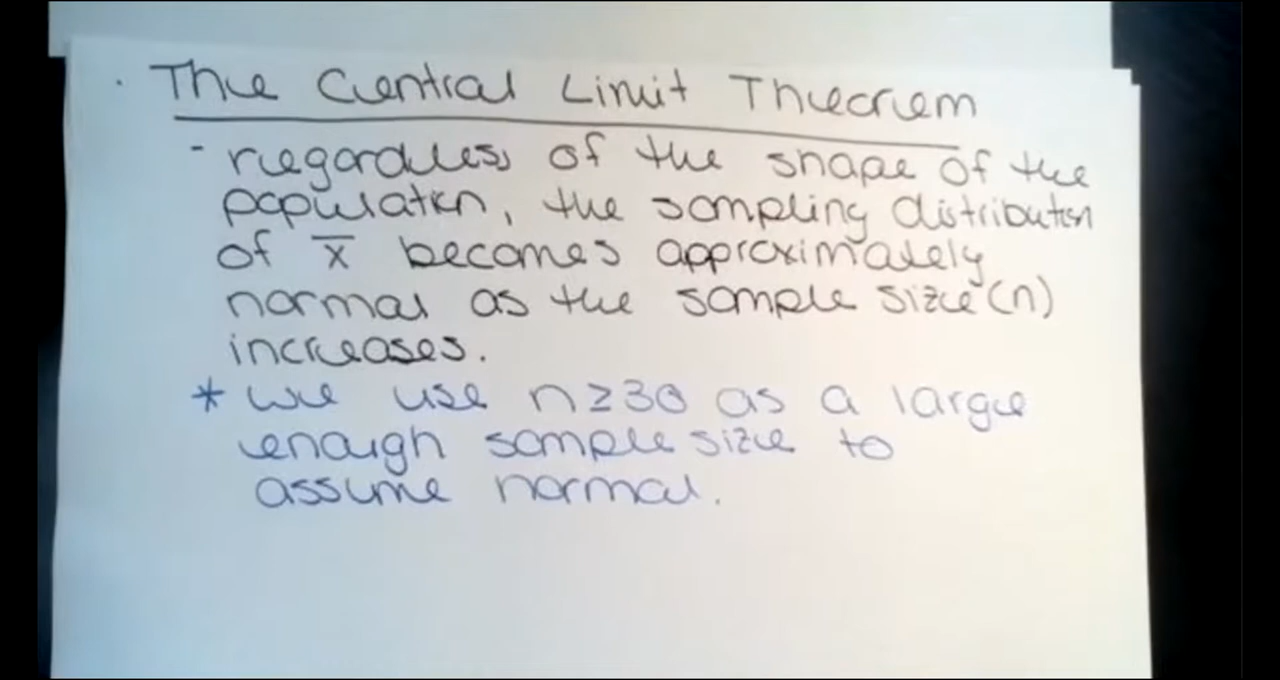 · The Central Limit Theorem
- regardless of the shape of the
population, the sampling distribution
of x̅ becomes approximately
normal as the sample size (n)
increases.
* we use n≥30 as a large
enough sample size to
assume normal.